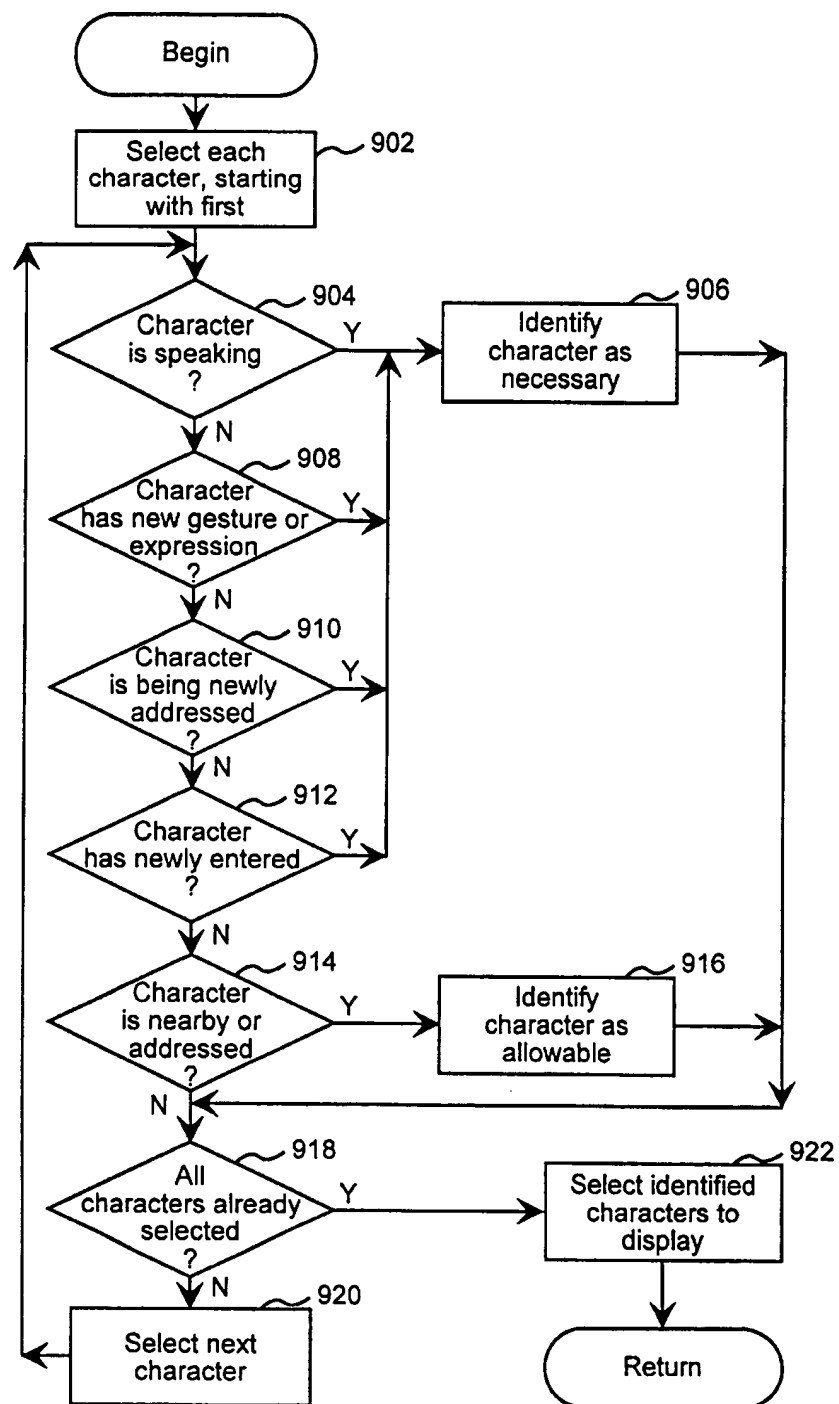 Begin
Select each
character, starting
with first
902
Character
is speaking
?
904
Y
N
Identify
character as
necessary
906
Character
has new gesture or
expression
?
908
Y
N
Character
is being newly
addressed
?
910
Y
N
Character
has newly entered
?
912
Y
N
Character
is nearby or
addressed
?
914
Y
N
Identify
character as
allowable
916
All
characters already
selected
?
918
Y
N
Select identified
characters to
display
922
Select next
character
920
Return